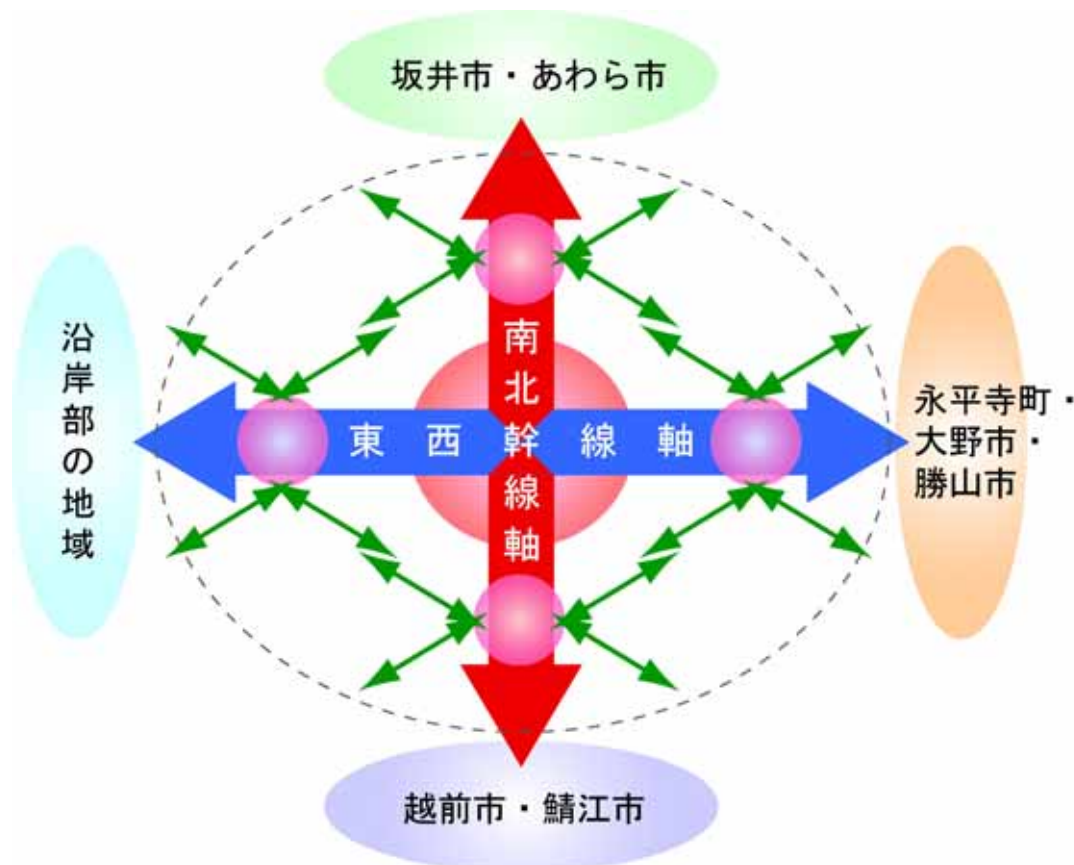 坂井市・あわら市
沿岸部の地域
南北幹線軸
東西幹線軸
永平寺町・
大野市・
勝山市
越前市・鯖江市